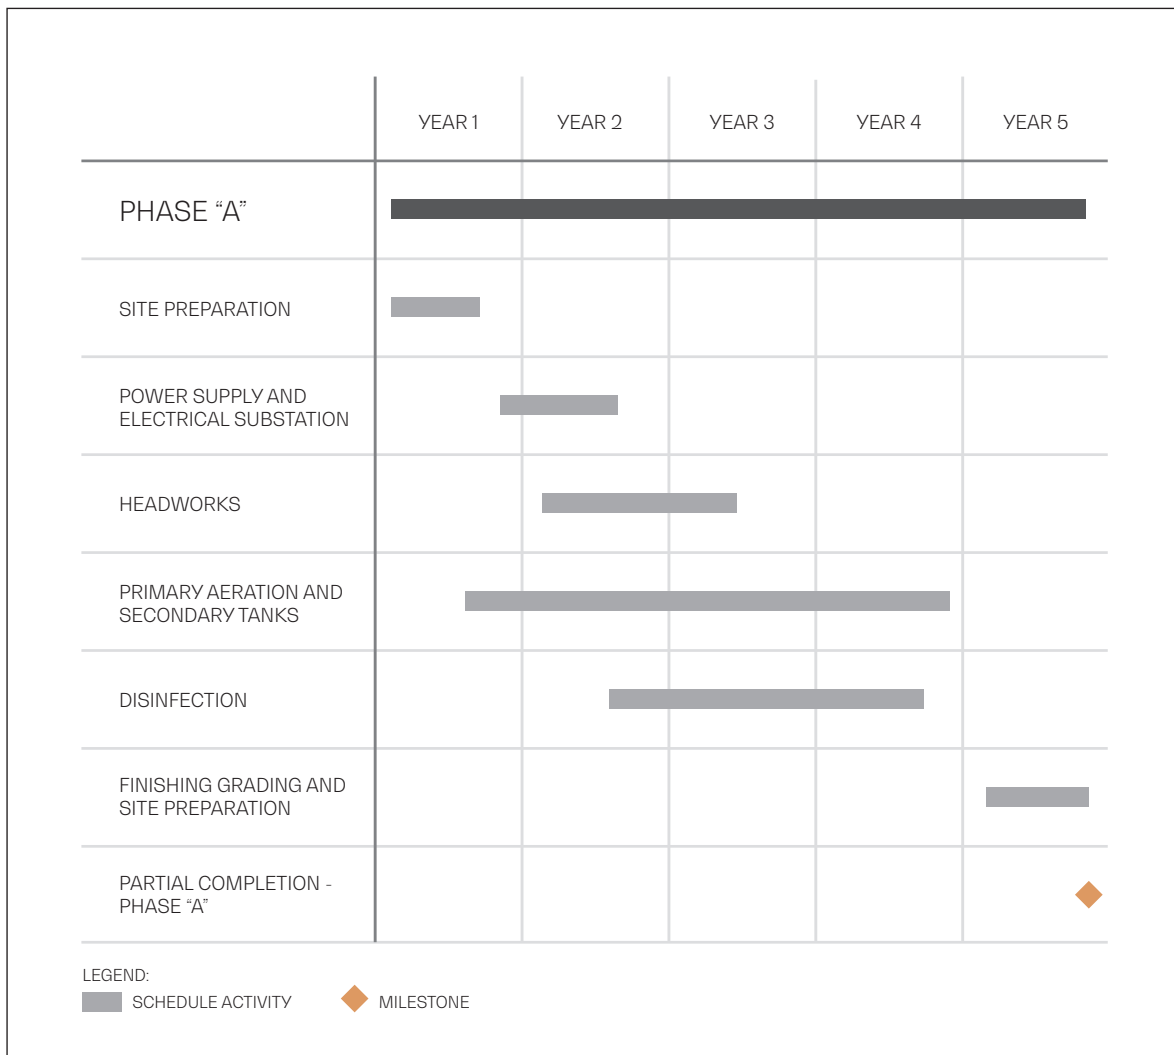 YEAR 1 YEAR 2 YEAR 3 YEAR 4 YEAR 5
PHASE “A”
SITE PREPARATION
POWER SUPPLY AND
ELECTRICAL SUBSTATION
HEADWORKS
PRIMARY AERATION AND
SECONDARY TANKS
DISINFECTION
FINISHING GRADING AND
SITE PREPARATION
PARTIAL COMPLETION -
PHASE “A”
LEGEND:
SCHEDULE ACTIVITY MILESTONE